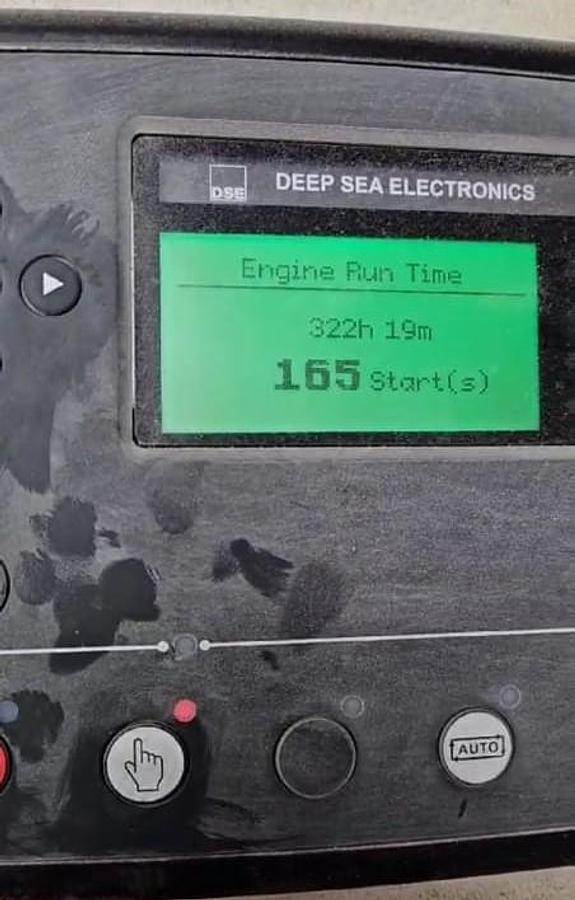 DSE DEEP SEA ELECTRONICS
Engine Run Time
322h 19m
165 Start(s)
AUTO